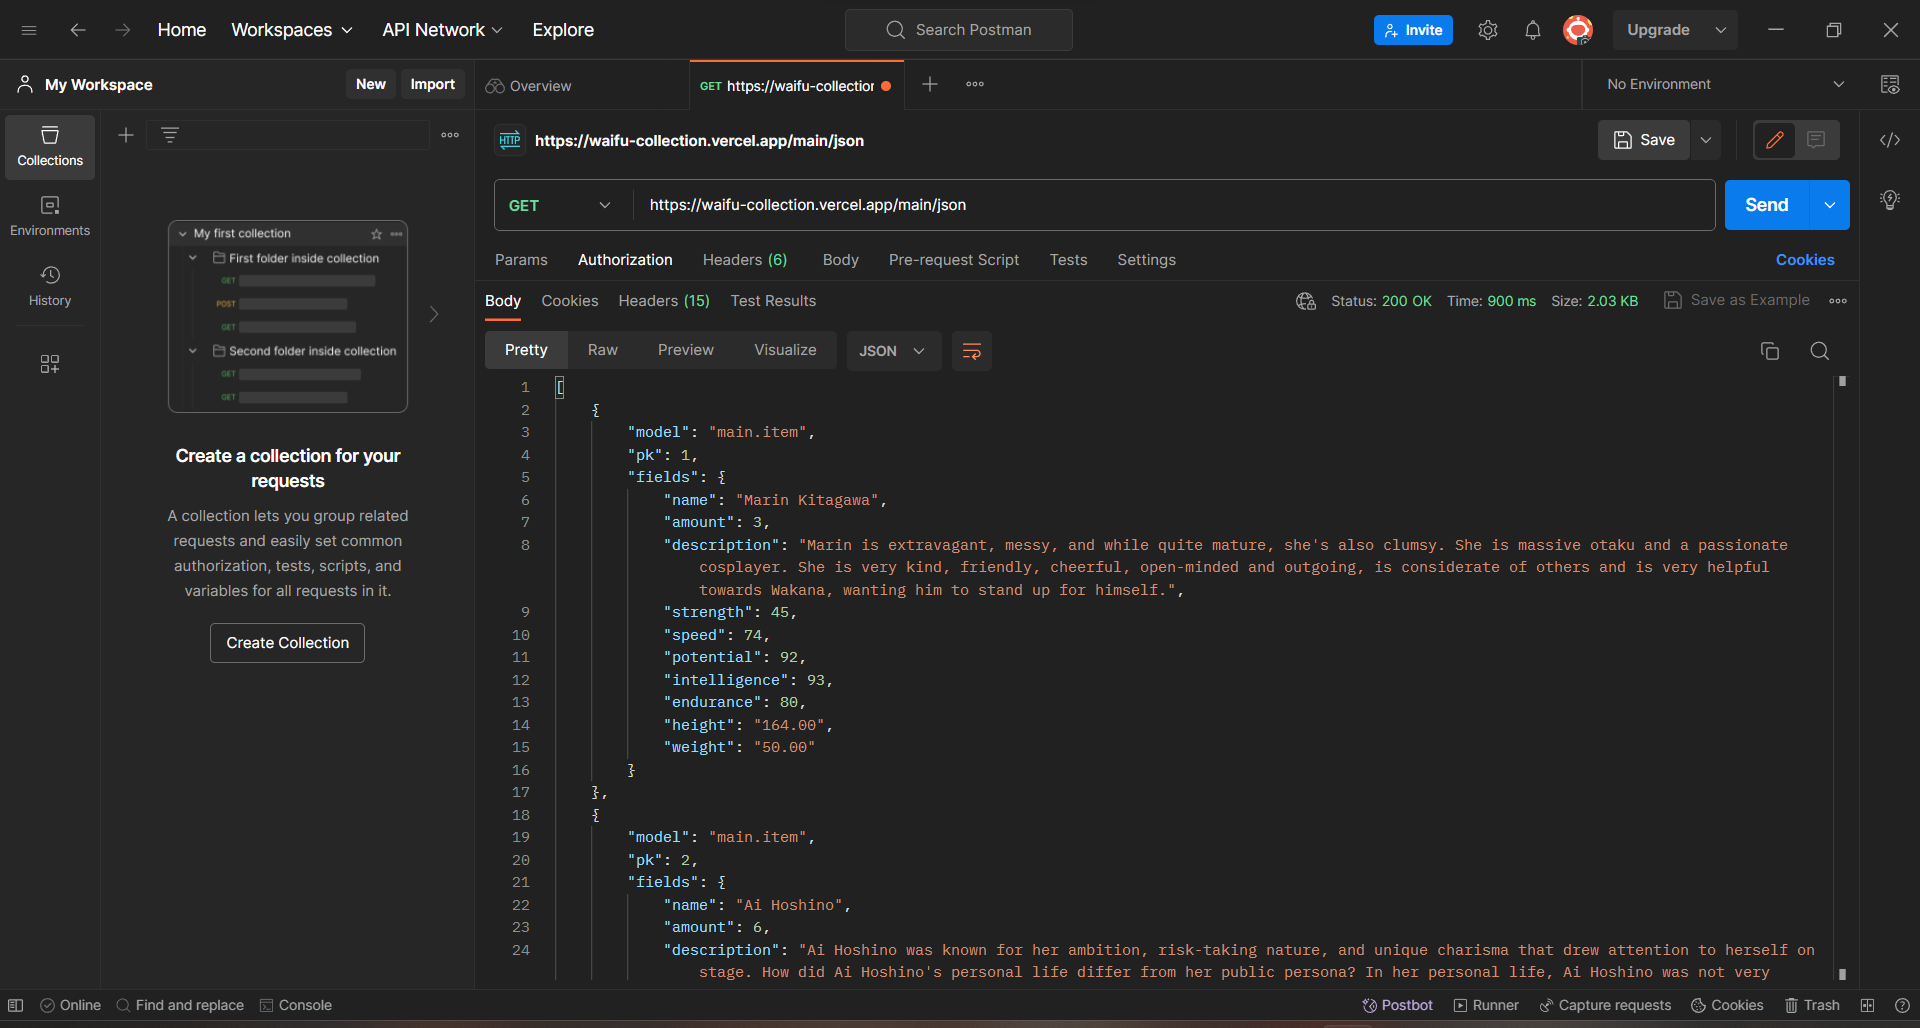 Home Workspaces API Network Explore Search Postman Invite Upgrade
My Workspace New Import Overview GET https://waifu-collection No Environment
Collections
Environments
History
My first collection
First folder inside collection
GET
POST
GET
Second folder inside collection
GET
GET
Create a collection for your
requests
A collection lets you group related
requests and easily set common
authorization, tests, scripts, and
variables for all requests in it.
Create Collection
HTTP https://waifu-collection.vercel.app/main/json Save
GET https://waifu-collection.vercel.app/main/json Send
Params Authorization Headers (6) Body Pre-request Script Tests Settings Cookies
Body Cookies Headers (15) Test Results Status: 200 OK Time: 900 ms Size: 2.03 KB Save as Example
Pretty Raw Preview Visualize JSON
1 [
2 {
3 "model": "main.item",
4 "pk": 1,
5 "fields": {
6 "name": "Marin Kitagawa",
7 "amount": 3,
8 "description": "Marin is extravagant, messy, and while quite mature, she's also clumsy. She is massive otaku and a passionate
cosplayer. She is very kind, friendly, cheerful, open-minded and outgoing, is considerate of others and is very helpful
towards Wakana, wanting him to stand up for himself.",
9 "strength": 45,
10 "speed": 74,
11 "potential": 92,
12 "intelligence": 93,
13 "endurance": 80,
14 "height": "164.00",
15 "weight": "50.00"
16 }
17 },
18 {
19 "model": "main.item",
20 "pk": 2,
21 "fields": {
22 "name": "Ai Hoshino",
23 "amount": 6,
24 "description": "Ai Hoshino was known for her ambition, risk-taking nature, and unique charisma that drew attention to herself on
stage. How did Ai Hoshino's personal life differ from her public persona? In her personal life, Ai Hoshino was not very
Online Find and replace Console Postbot Runner Capture requests Cookies Trash